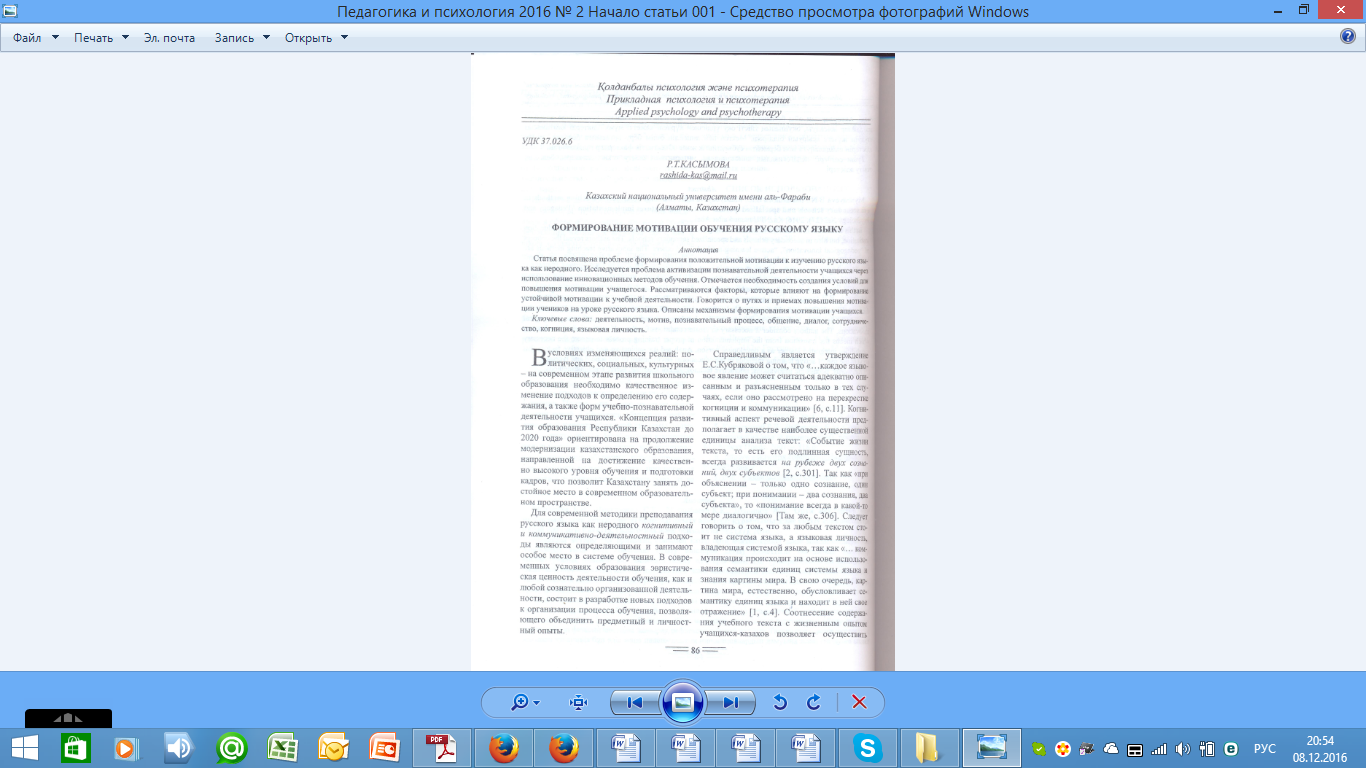 Педагогика и психология 2016 № 2 Начало статьи 001 - Средство просмотра фотографий Windows
Файл Печать Эл. почта Запись Открыть
Қолданбалы психология және психотерапия
Прикладная психология и психотерапия
Applied psychology and psychotherapy
УДК 37.026.6
Р.Т.КАСЫМОВА
rashida-kas@mail.ru
Казахский национальный университет имени аль-Фараби
(Алматы, Казахстан)
ФОРМИРОВАНИЕ МОТИВАЦИИ ОБУЧЕНИЯ РУССКОМУ ЯЗЫКУ
Аннотация
Статья посвящена проблеме формирования положительной мотивации к изучению русского язы-
ка как неродного. Исследуется проблема активизации познавательной деятельности учащихся через
использование инновационных методов обучения. Отмечается необходимость создания условий для
повышения мотивации учащегося. Рассматриваются факторы, которые влияют на формирование
устойчивой мотивации к учебной деятельности. Говорится о путях и приемах повышения мотива-
ции учеников на уроке русского языка. Описаны механизмы формирования мотивации учащихся.
Ключевые слова: деятельность, мотив, познавательный процесс, общение, диалог, сотрудниче-
ство, когниция, языковая личность.
В условиях изменяющихся реалий: по-
литических, социальных, культурных
– на современном этапе развития школьного
образования необходимо качественное из-
менение подходов к определению его содер-
жания, а также форм учебно-познавательной
деятельности учащихся. «Концепция разви-
тия образования Республики Казахстан до
2020 года» ориентирована на продолжение
модернизации казахстанского образования,
направленной на достижение качествен-
но высокого уровня обучения и подготовки
кадров, что позволит Казахстану занять до-
стойное место в современном образователь-
ном пространстве.
Для современной методики преподавания
русского языка как неродного когнитивный
и коммуникативно-деятельностный подхо-
ды являются определяющими и занимают
особое место в системе обучения. В совре-
менных условиях образования эвристиче-
ская ценность деятельности обучения, как и
любой сознательно организованной деятель-
ности, состоит в разработке новых подходов
к организации процесса обучения, позволя-
ющего объединить предметный и личност-
ный опыты.
Справедливым является утверждение
Е.С.Кубряковой о том, что «…каждое языко-
вое явление может считаться адекватно опи-
санным и разъясненным только в тех слу-
чаях, если оно рассмотрено на перекрестке
когниции и коммуникации» [6, с.11]. Когни-
тивный аспект речевой деятельности пред-
полагает в качестве наиболее существенной
единицы анализа текст: «Событие жизни
текста, то есть его подлинная сущность,
всегда развивается на рубеже двух созна-
ний, двух субъектов [2, с.301]. Так как «при
объяснении – только одно сознание, один
субъект; при понимании – два сознания, два
субъекта», то «понимание всегда в какой-то
мере диалогично» [Там же, с.306]. Следует
говорить о том, что за любым текстом сто-
ит не система языка, а языковая личность,
владеющая системой языка, так как «… ком-
муникация происходит на основе использо-
вания семантики единиц системы языка и
знания картины мира. В свою очередь, кар-
тина мира, естественно, обусловливает се-
мантику единиц языка и находит в ней свое
отражение» [1, с.4]. Соотнесение содержа-
ния учебного текста с жизненным опытом
учащихся-казахов позволяет осуществить
86
РУС
20:54
08.12.2016